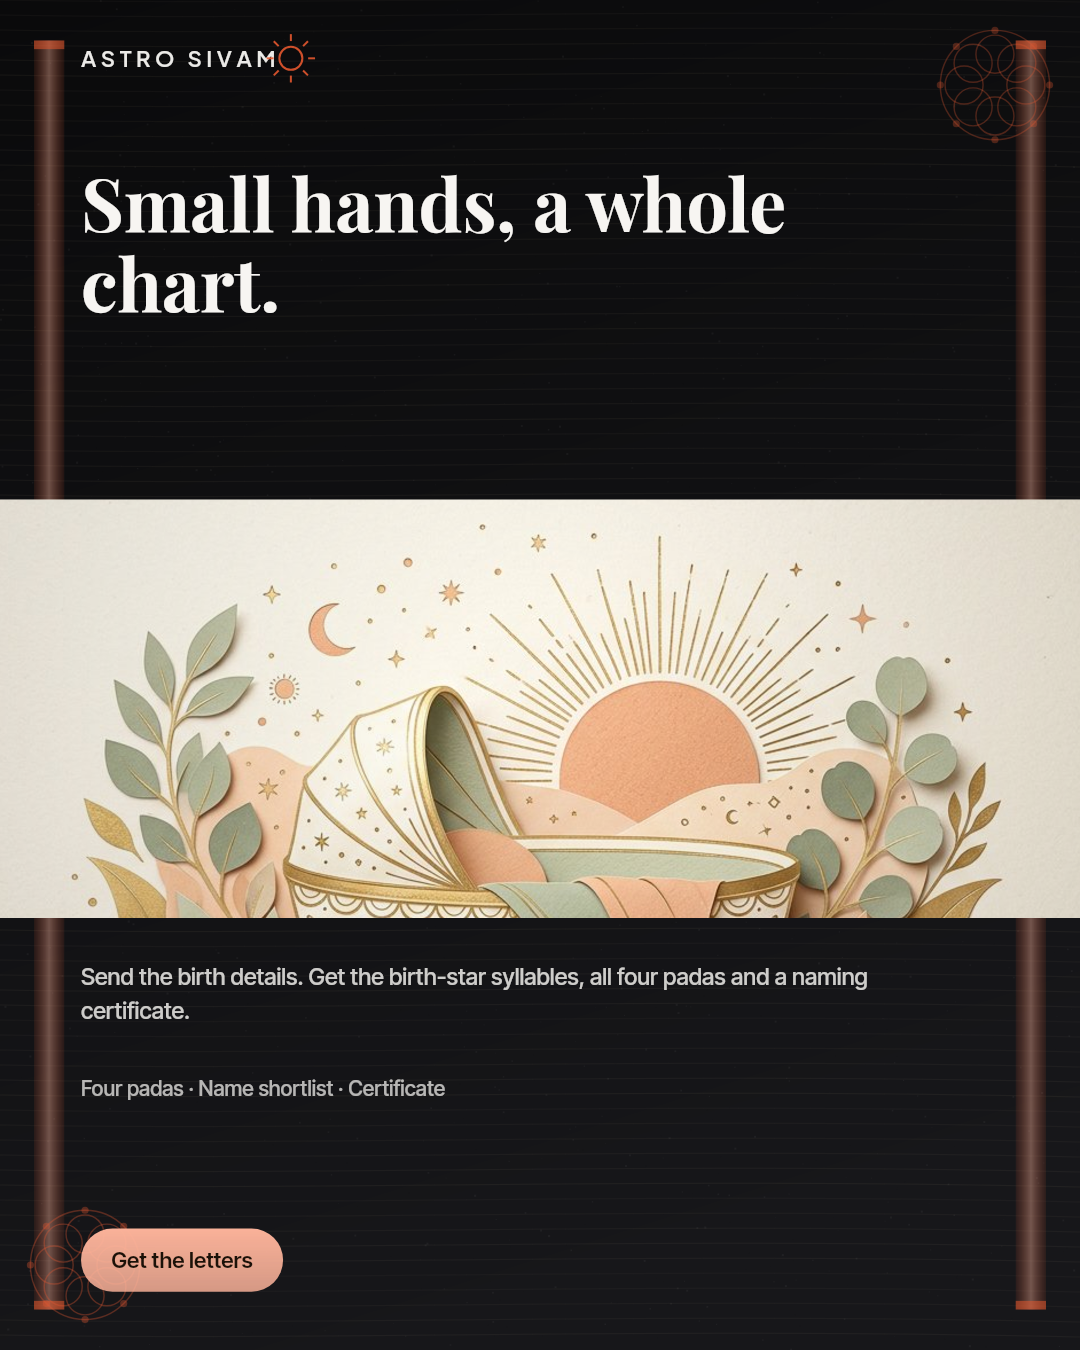 ASTRO SIVAM
Small hands, a whole
chart.
Send the birth details. Get the birth-star syllables, all four padas and a naming
certificate.
Four padas · Name shortlist · Certificate
Get the letters